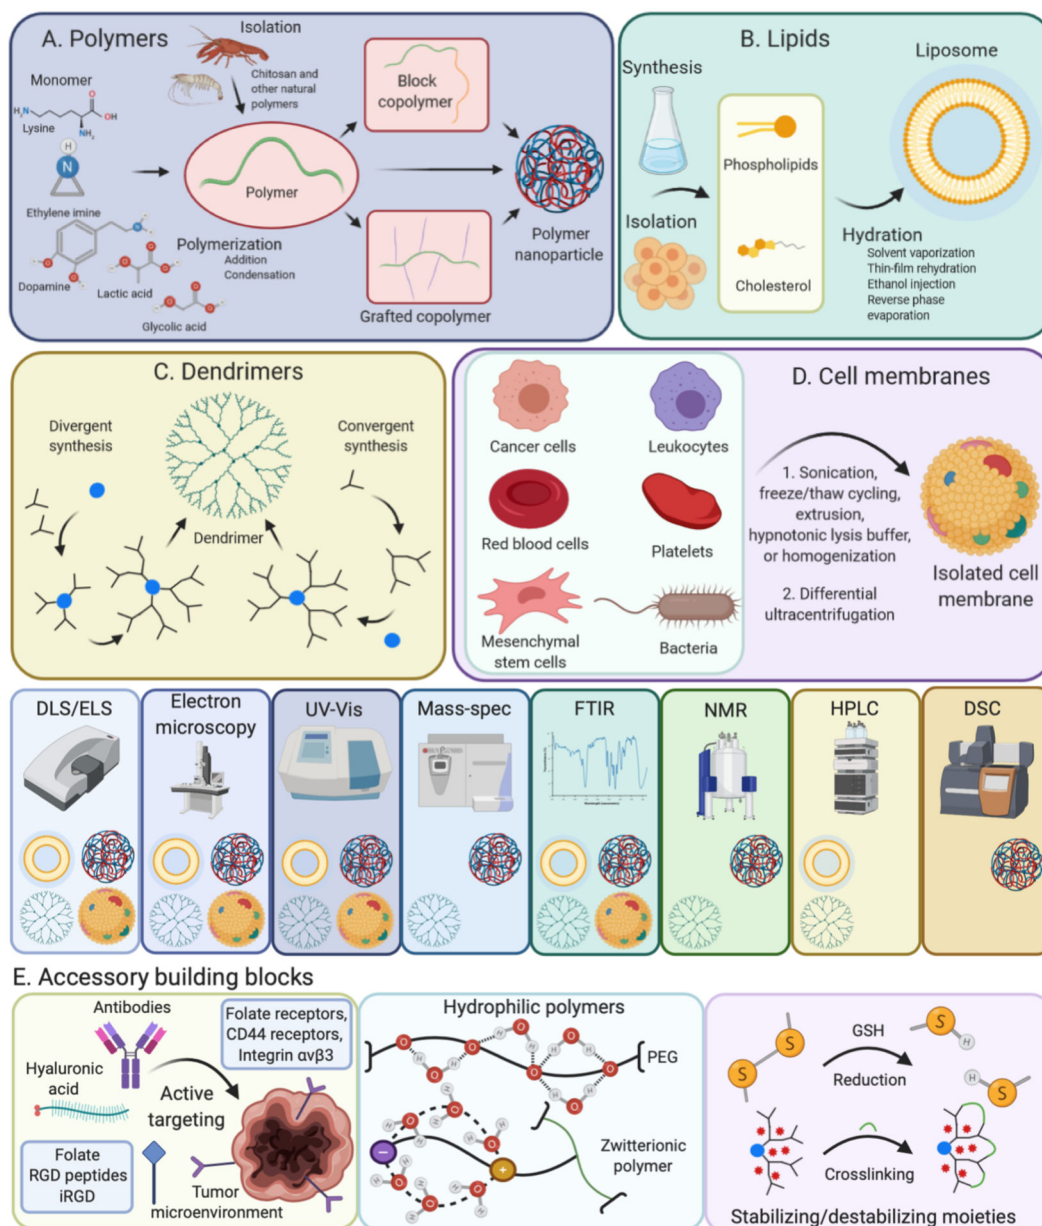 A. Polymers
Isolation
Monomer
Chitosan and
other natural
polymers
H₂N
O
OH
NH₂
Lysine
H
N
Ethylene imine
Dopamine
Lactic acid
Glycolic acid
Polymer
Polymerization
Addition
Condensation
Block
copolymer
Grafted copolymer
Polymer
nanoparticle
B. Lipids
Synthesis
Isolation
Phospholipids
Cholesterol
Liposome
Hydration
Solvent vaporization
Thin-film rehydration
Ethanol injection
Reverse phase
evaporation
C. Dendrimers
Divergent
synthesis
Convergent
synthesis
Dendrimer
D. Cell membranes
Cancer cells
Leukocytes
Red blood cells
Platelets
Mesenchymal
stem cells
Bacteria
1. Sonication,
freeze/thaw cycling,
extrusion,
hypnotonic lysis buffer,
or homogenization
2. Differential
ultracentrifugation
Isolated cell
membrane
DLS/ELS
Electron
microscopy
UV-Vis
Mass-spec
FTIR
NMR
HPLC
DSC
E. Accessory building blocks
Antibodies
Folate receptors,
CD44 receptors,
Integrin αvβ3
Hyaluronic
acid
Active
targeting
Folate
RGD peptides
iRGD
Tumor
microenvironment
Hydrophilic polymers
PEG
Zwitterionic
polymer
−
+
S
S
GSH
Reduction
S
H
H
S
Crosslinking
Stabilizing/destabilizing moieties